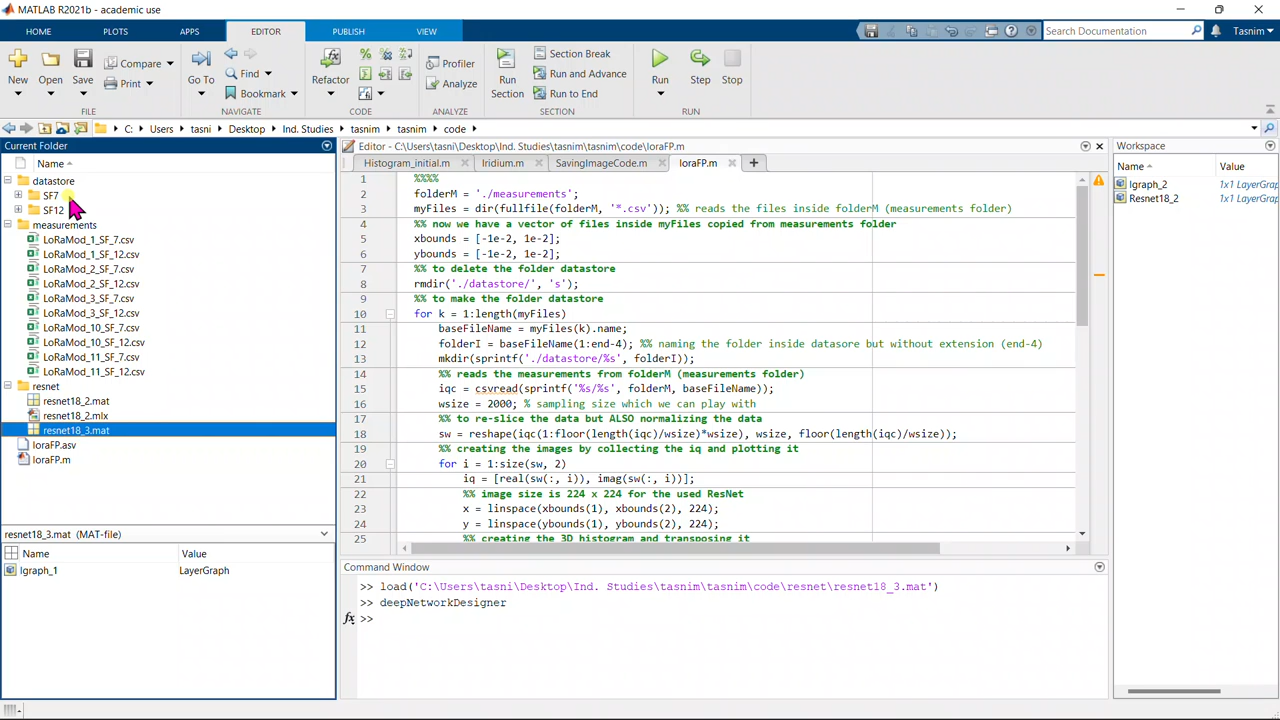 MATLAB R2021b - academic use
HOME PLOTS APPS EDITOR PUBLISH VIEW
Search Documentation
Tasnim
New Open Save Compare Print
FILE
Go To Find Bookmark
NAVIGATE
Refactor
CODE
Profiler Analyze
ANALYZE
Run Section Section Break Run and Advance Run to End
SECTION
Run Step Stop
RUN
C: Users tasni Desktop Ind. Studies tasnim tasnim code
Current Folder
Name
datastore
SF7
SF12
measurements
LoRaMod_1_SF_7.csv
LoRaMod_1_SF_12.csv
LoRaMod_2_SF_7.csv
LoRaMod_2_SF_12.csv
LoRaMod_3_SF_7.csv
LoRaMod_3_SF_12.csv
LoRaMod_10_SF_7.csv
LoRaMod_10_SF_12.csv
LoRaMod_11_SF_7.csv
LoRaMod_11_SF_12.csv
resnet
resnet18_2.mat
resnet18_2.mlx
resnet18_3.mat
loraFP.asv
loraFP.m
resnet18_3.mat (MAT-file)
Name Value
lgraph_1 LayerGraph
Editor - C:\Users\tasni\Desktop\Ind. Studies\tasnim\tasnim\code\loraFP.m
Histogram_initial.m Iridium.m SavingImageCode.m loraFP.m
1 %%%%
2 folderM = './measurements';
3 myFiles = dir(fullfile(folderM, '*.csv')); %% reads the files inside folderM (measurements folder)
4 %% now we have a vector of files inside myFiles copied from measurements folder
5 xbounds = [-1e-2, 1e-2];
6 ybounds = [-1e-2, 1e-2];
7 %% to delete the folder datastore
8 rmdir('./datastore/', 's');
9 %% to make the folder datastore
10 for k = 1:length(myFiles)
11 baseFileName = myFiles(k).name;
12 folderI = baseFileName(1:end-4); %% naming the folder inside datasore but without extension (end-4)
13 mkdir(sprintf('./datastore/%s', folderI));
14 %% reads the measurements from folderM (measurements folder)
15 iqc = csvread(sprintf('%s/%s', folderM, baseFileName));
16 wsize = 2000; % sampling size which we can play with
17 %% to re-slice the data but ALSO normalizing the data
18 sw = reshape(iqc(1:floor(length(iqc)/wsize)*wsize), wsize, floor(length(iqc)/wsize));
19 %% creating the images by collecting the iq and plotting it
20 for i = 1:size(sw, 2)
21 iq = [real(sw(:, i)), imag(sw(:, i))];
22 %% image size is 224 x 224 for the used ResNet
23 x = linspace(xbounds(1), xbounds(2), 224);
24 y = linspace(ybounds(1), ybounds(2), 224);
25 %% creating the 3D histogram and transposing it
Command Window
>> load('C:\Users\tasni\Desktop\Ind. Studies\tasnim\tasnim\code\resnet\resnet18_3.mat')
>> deepNetworkDesigner
fx >>
Workspace
Name Value
lgraph_2 1x1 LayerGrap
Resnet18_2 1x1 LayerGrap